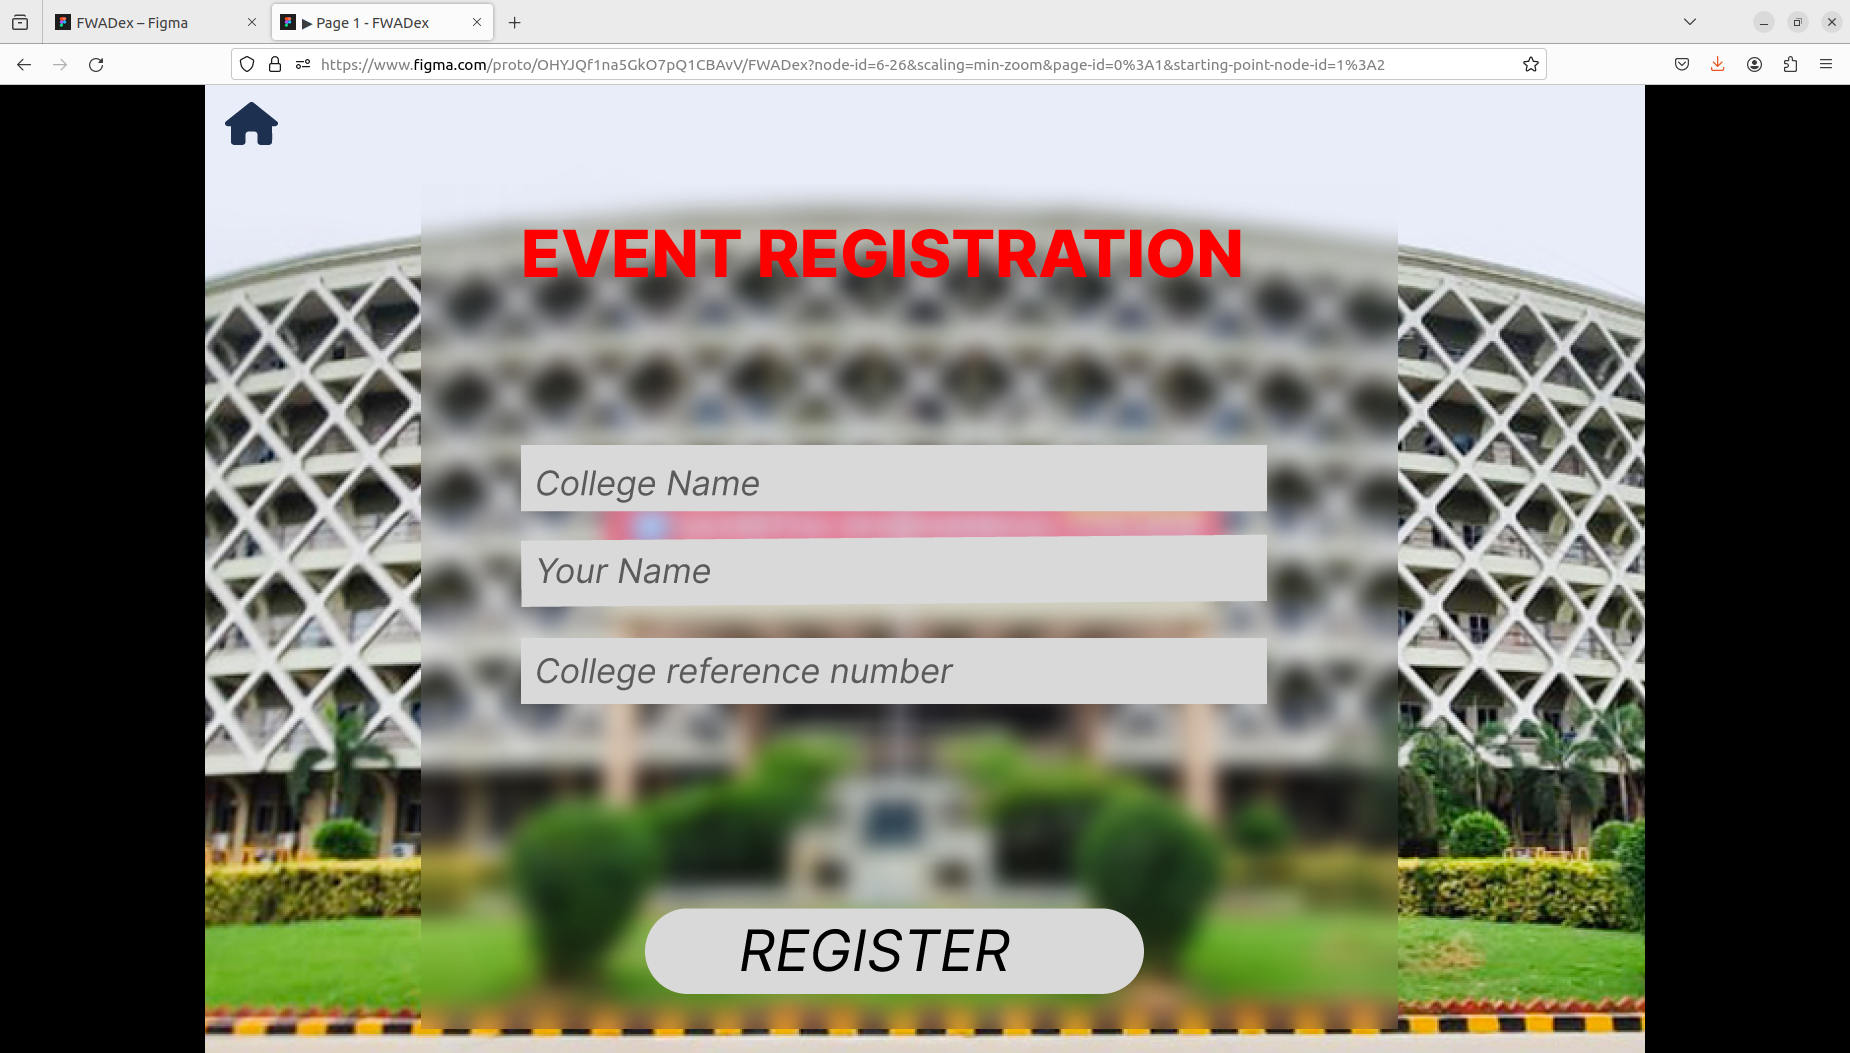 FWADex – Figma
▶ Page 1 - FWADex
https://www.figma.com/proto/OHYJQf1na5GkO7pQ1CBAvV/FWADex?node-id=6-26&scaling=min-zoom&page-id=0%3A1&starting-point-node-id=1%3A2
EVENT REGISTRATION
College Name
Your Name
College reference number
REGISTER